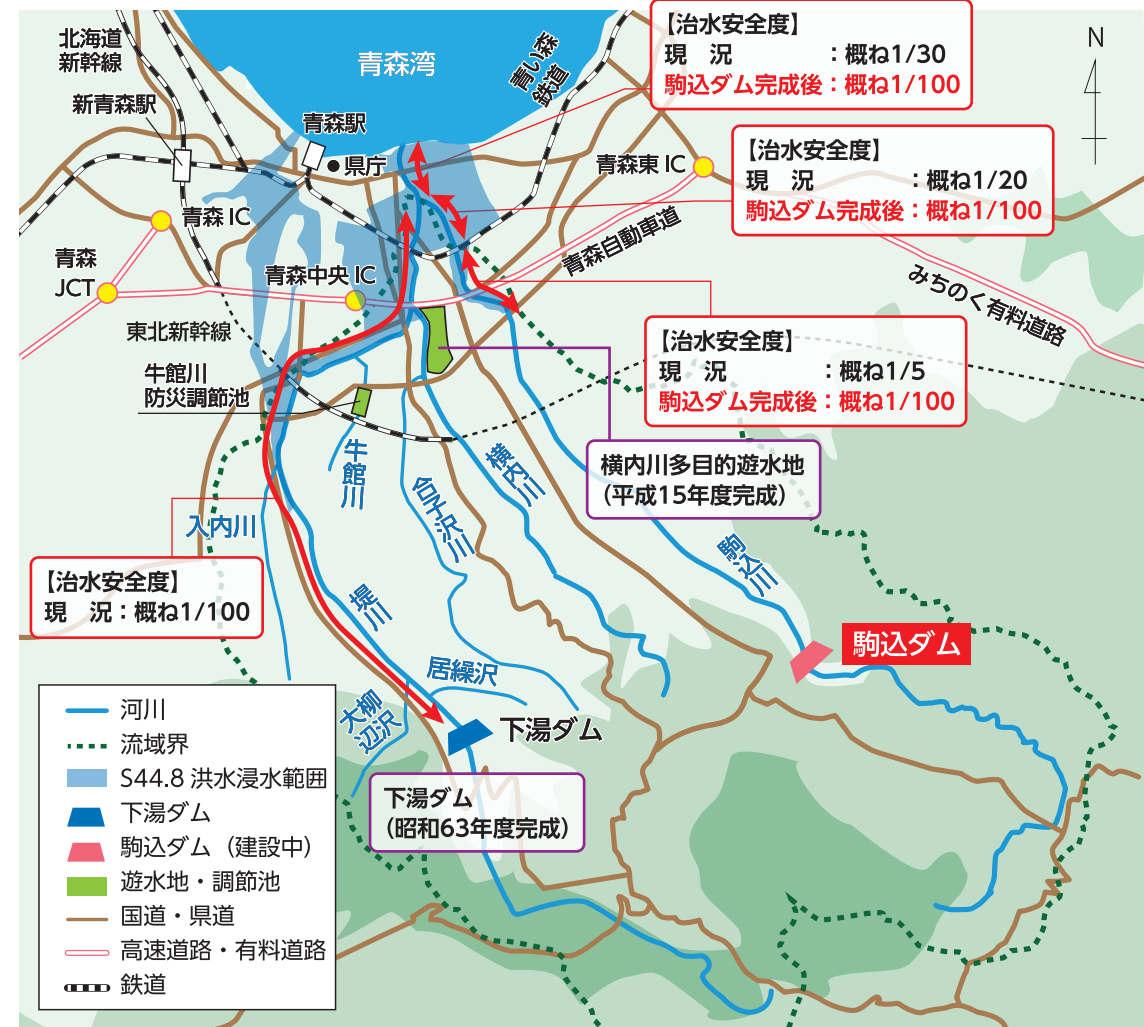 【治水安全度】
現　況　　　：概ね1/30
駒込ダム完成後：概ね1/100
北海道
新幹線
青森湾
青い森
鉄道
N
新青森駅
青森駅
●県庁
【治水安全度】
現　況　　　：概ね1/20
駒込ダム完成後：概ね1/100
青森東 IC
青森 IC
青森自動車道
青森
JCT
青森中央 IC
みちのく有料道路
東北新幹線
【治水安全度】
現　況　　　：概ね1/5
駒込ダム完成後：概ね1/100
牛館川
防災調節池
牛館川
合子沢川
横内川
横内川多目的遊水地
（平成15年度完成）
入内川
駒込川
【治水安全度】
現　況：概ね1/100
堤川
駒込ダム
居繰沢
大柳辺沢
下湯ダム
下湯ダム
（昭和63年度完成）
河川
流域界
S44.8 洪水浸水範囲
下湯ダム
駒込ダム（建設中）
遊水地・調節池
国道・県道
高速道路・有料道路
鉄道